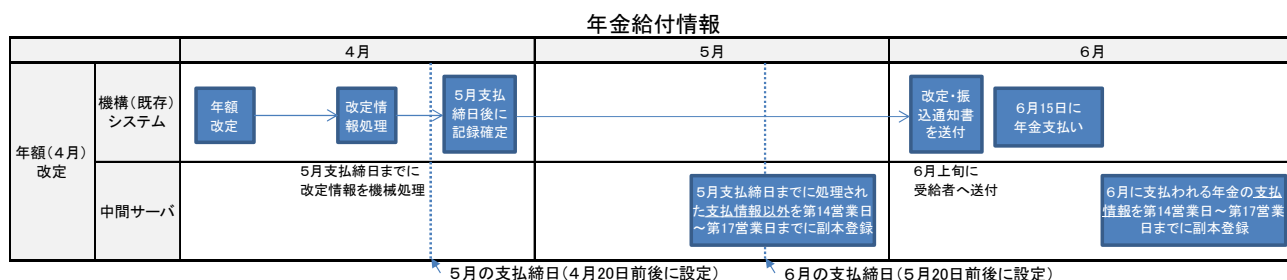 年金給付情報
４月
５月
６月
年額（４月）
改定
機構（既存）
システム
年額
改定
改定情
報処理
５月支払
締日後に
記録確定
改定・振
込通知書
を送付
６月15日に
年金支払い
５月支払締日までに
改定情報を機械処理
６月上旬に
受給者へ送付
中間サーバ
５月支払締日までに処理され
た支払情報以外を第14営業日
～第17営業日までに副本登録
６月に支払われる年金の支払
情報を第14営業日～第17営業
日までに副本登録
５月の支払締日（４月20日前後に設定）
６月の支払締日（５月20日前後に設定）